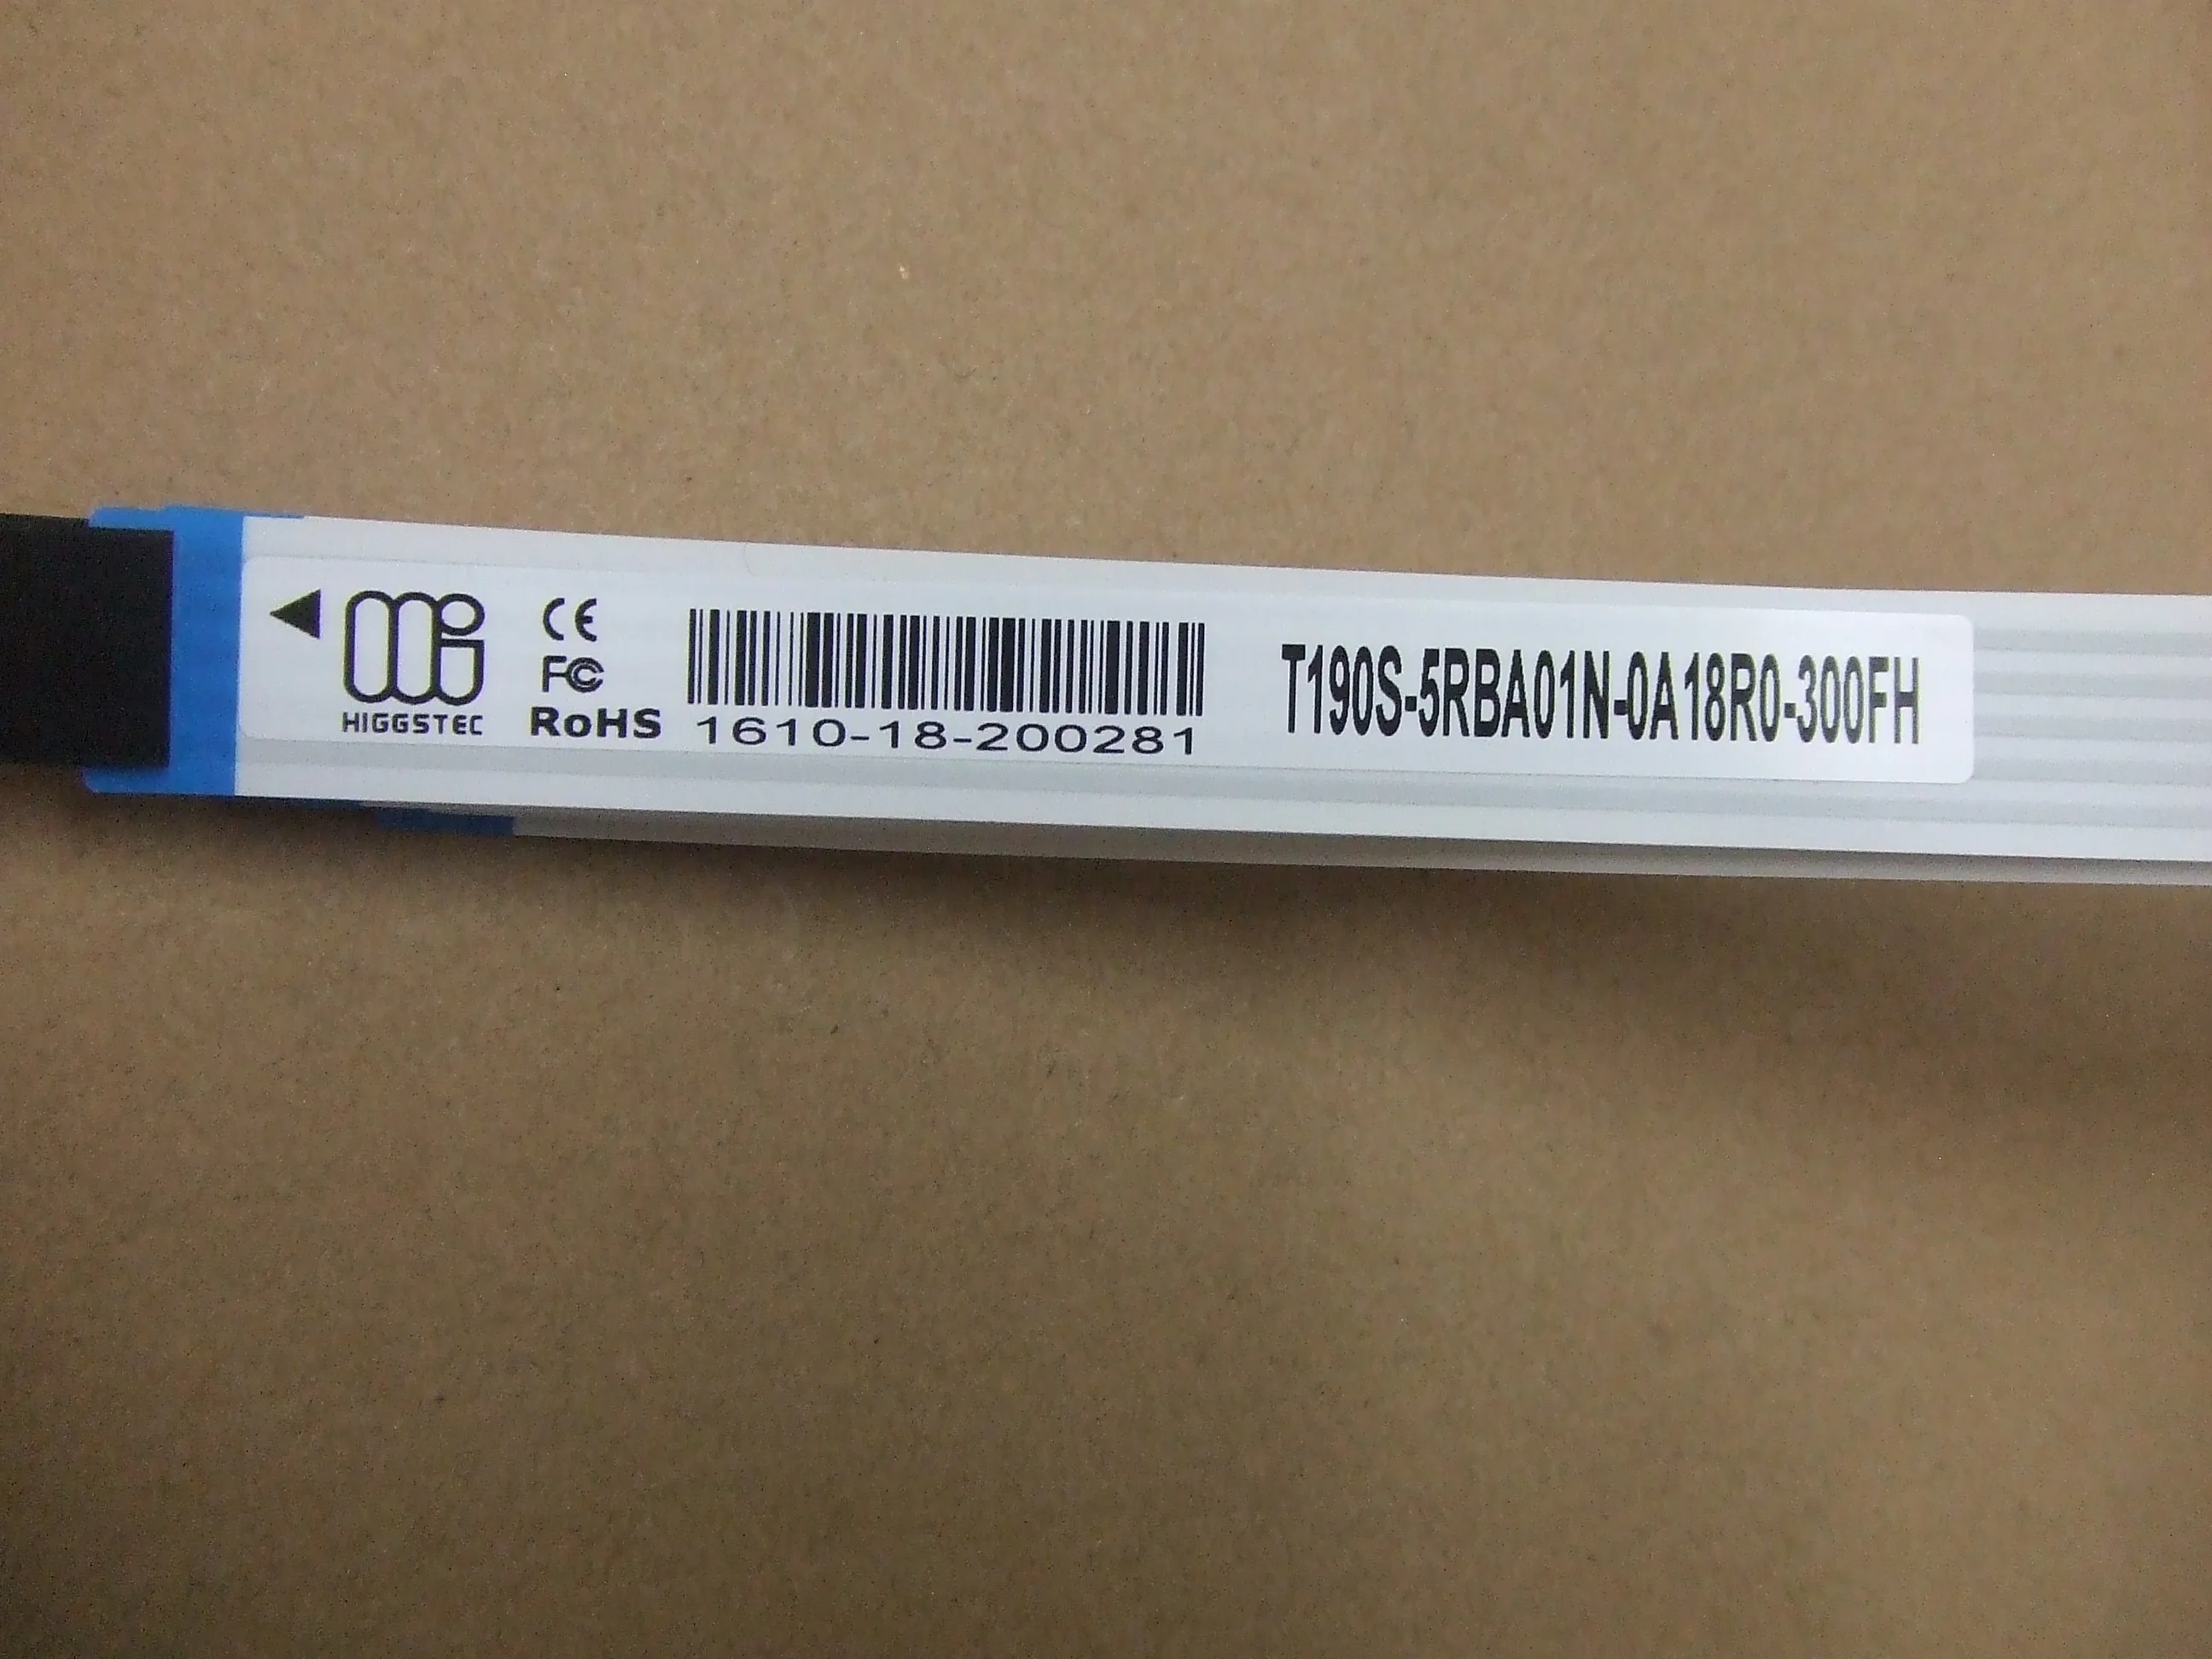 HIGGSTEC
CE
FC
RoHS
1610-18-200281
T190S-5RBA01N-0A18R0-300FH